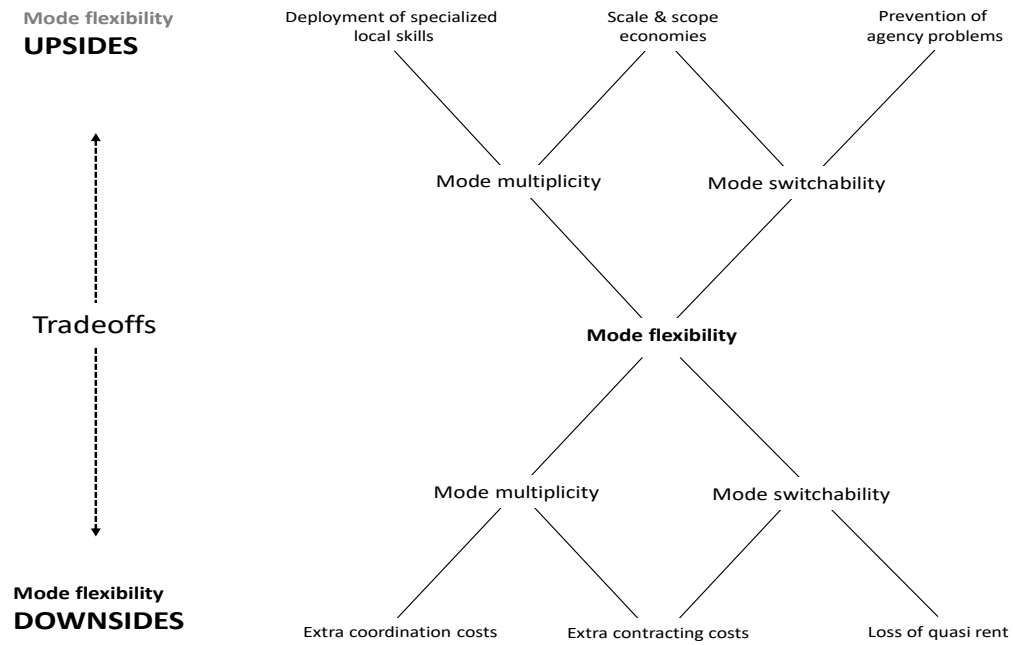 Mode flexibility
UPSIDES
Deployment of specialized
local skills
Scale & scope
economies
Prevention of
agency problems
Mode multiplicity
Mode switchability
Tradeoffs
Mode flexibility
Mode multiplicity
Mode switchability
Mode flexibility
DOWNSIDES
Extra coordination costs
Extra contracting costs
Loss of quasi rent